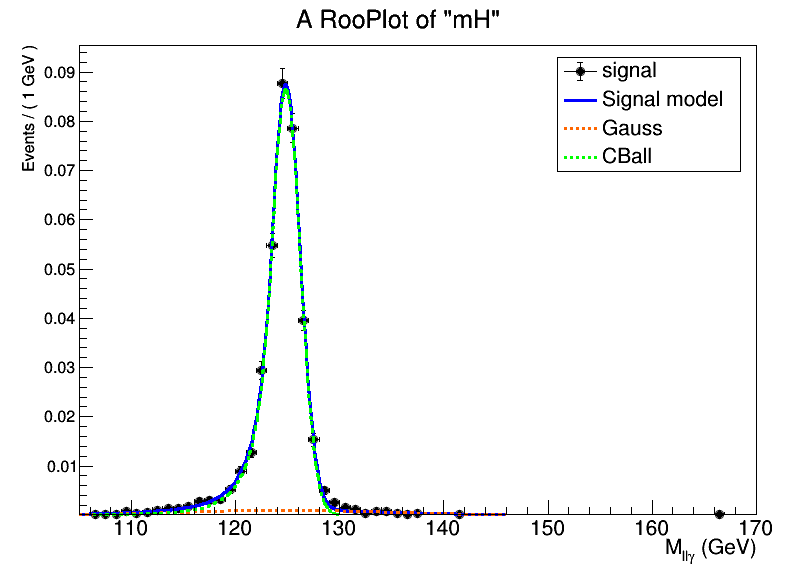 A RooPlot of "mH"
Events / ( 1 GeV )
0.09
0.08
0.07
0.06
0.05
0.04
0.03
0.02
0.01
signal
Signal model
Gauss
CBall
110 120 130 140 150 160 170
M_llγ (GeV)